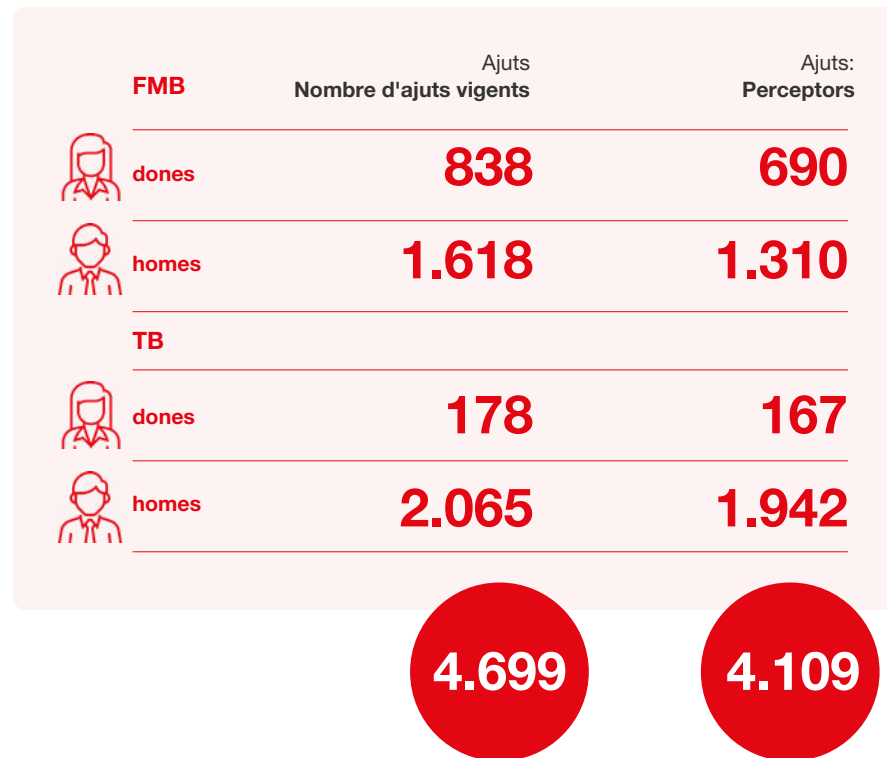 FMB
Ajuts
Nombre d'ajuts vigents
Ajuts:
Perceptors
dones 838 690
homes 1.618 1.310
TB
dones 178 167
homes 2.065 1.942
4.699 4.109